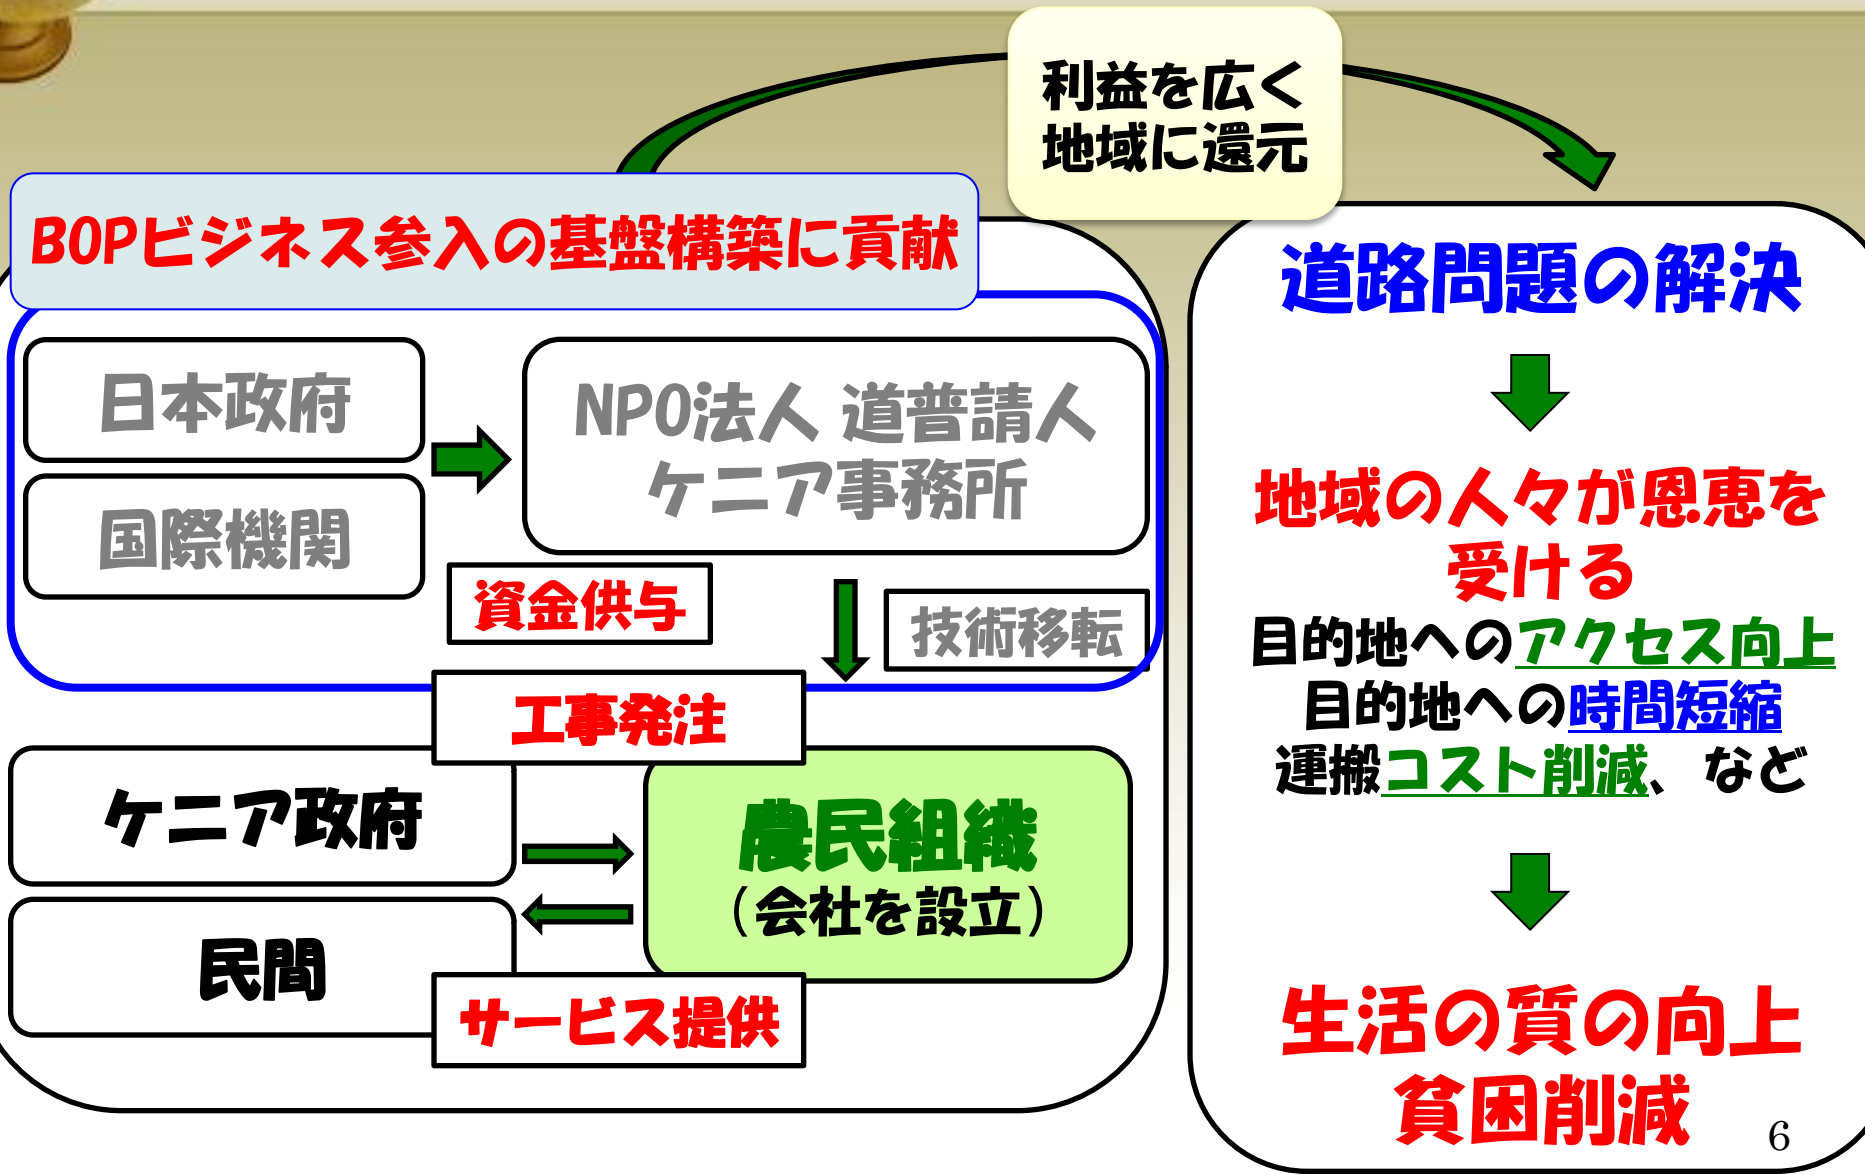 利益を広く
地域に還元
BOPビジネス参入の基盤構築に貢献
日本政府
国際機関
NPO法人 道普請人
ケニア事務所
資金供与
技術移転
工事発注
ケニア政府
民間
農民組織
(会社を設立)
サービス提供
道路問題の解決
地域の人々が恩恵を
受ける
目的地へのアクセス向上
目的地への時間短縮
運搬コスト削減、など
生活の質の向上
貧困削減
6